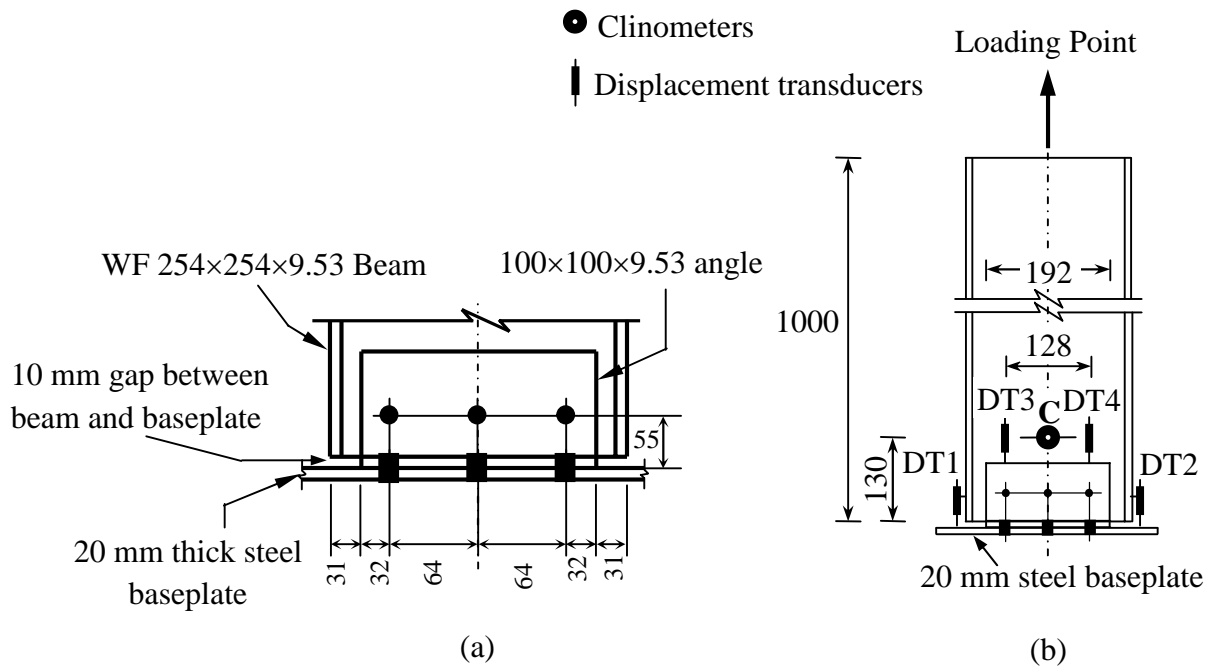 Clinometers
Displacement transducers
Loading Point
WF 254×254×9.53 Beam
100×100×9.53 angle
10 mm gap between
beam and baseplate
20 mm thick steel
baseplate
55
31
32
64
64
32
31
(a)
192
1000
128
DT3
C
DT4
DT1
130
DT2
20 mm steel baseplate
(b)